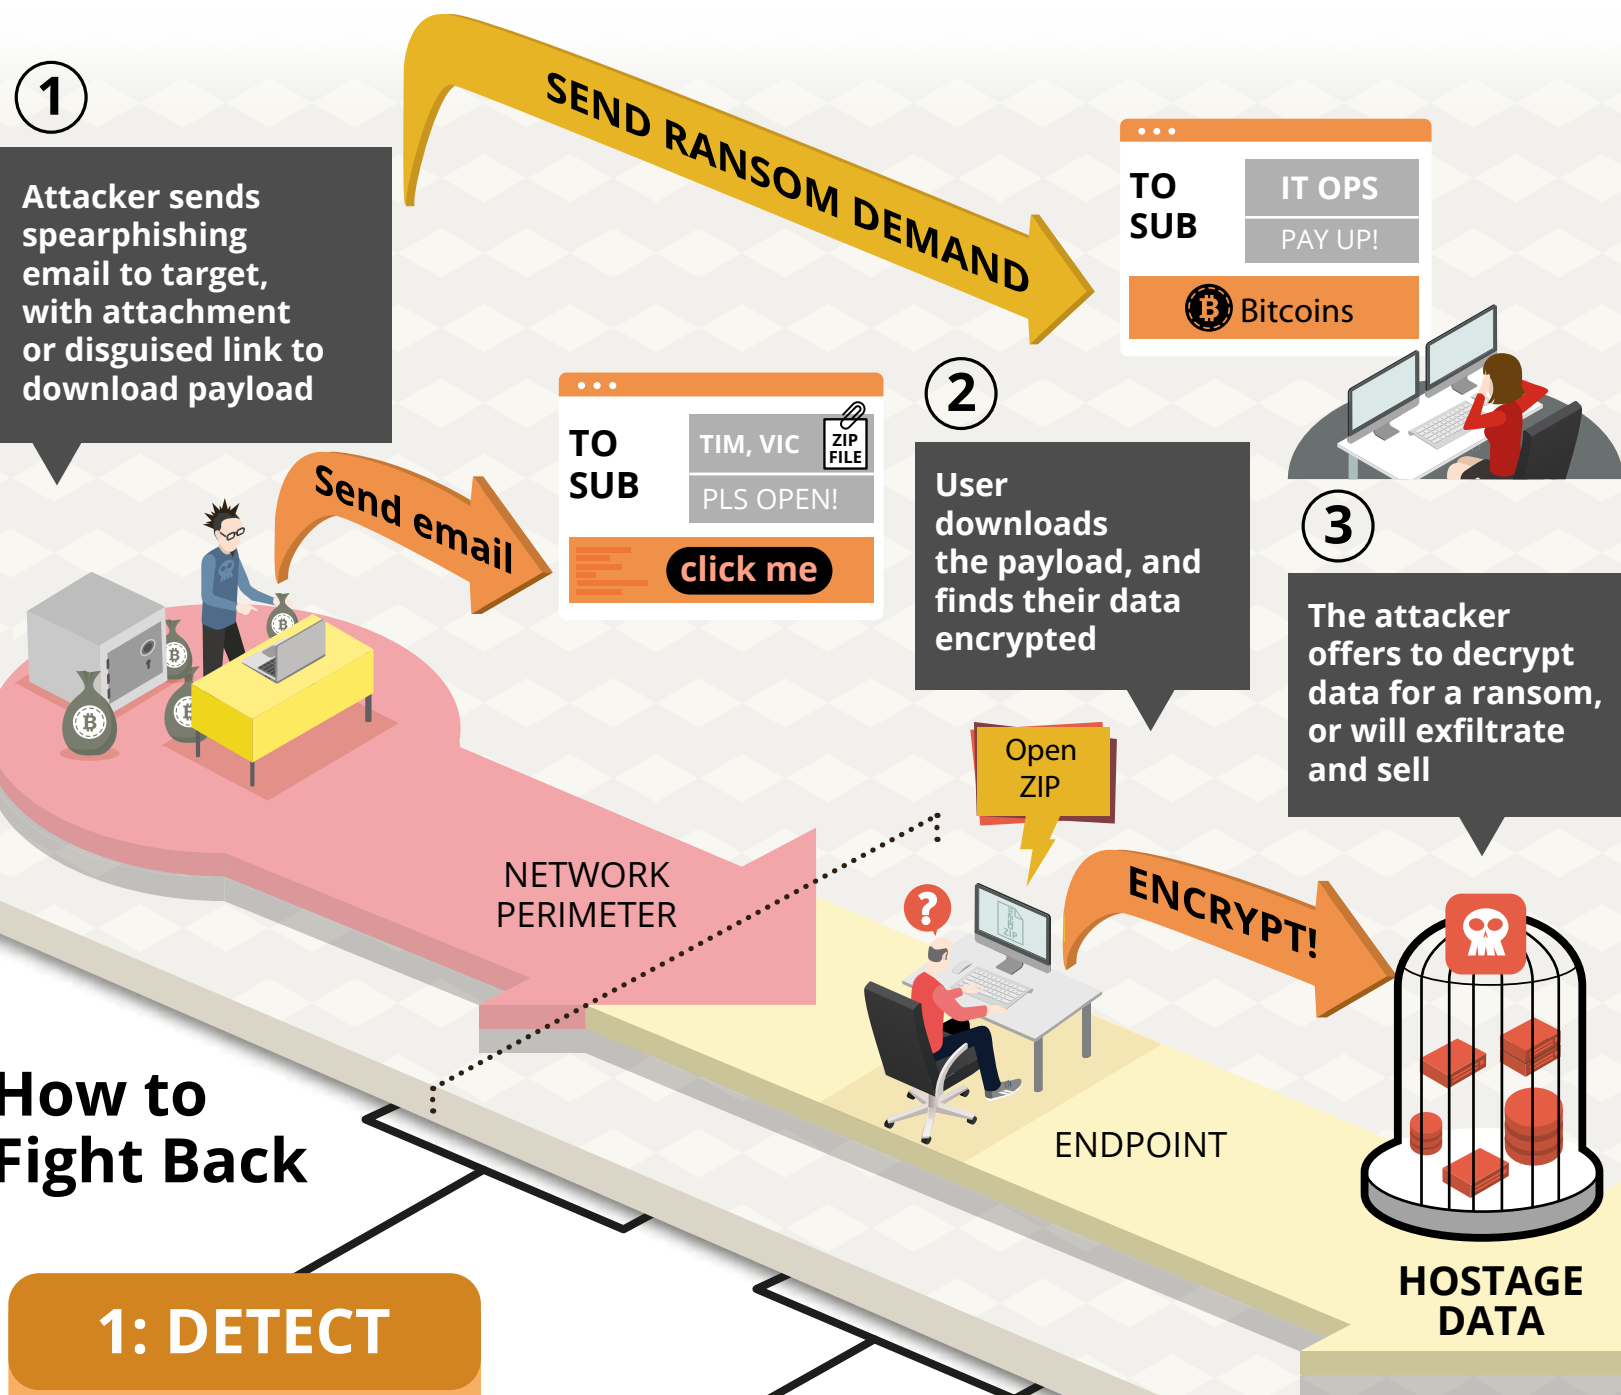 1
Attacker sends
spearphishing
email to target,
with attachment
or disguised link to
download payload
SEND RANSOM DEMAND
TO
IT OPS
SUB
PAY UP!
Bitcoins
Send email
TO
TIM, VIC
ZIP
FILE
SUB
PLS OPEN!
click me
2
User
downloads
the payload, and
finds their data
encrypted
3
The attacker
offers to decrypt
data for a ransom,
or will exfiltrate
and sell
Open
ZIP
NETWORK
PERIMETER
?
ZIP
ENCRYPT!
ENDPOINT
HOSTAGE
DATA
How to
Fight Back
1: DETECT